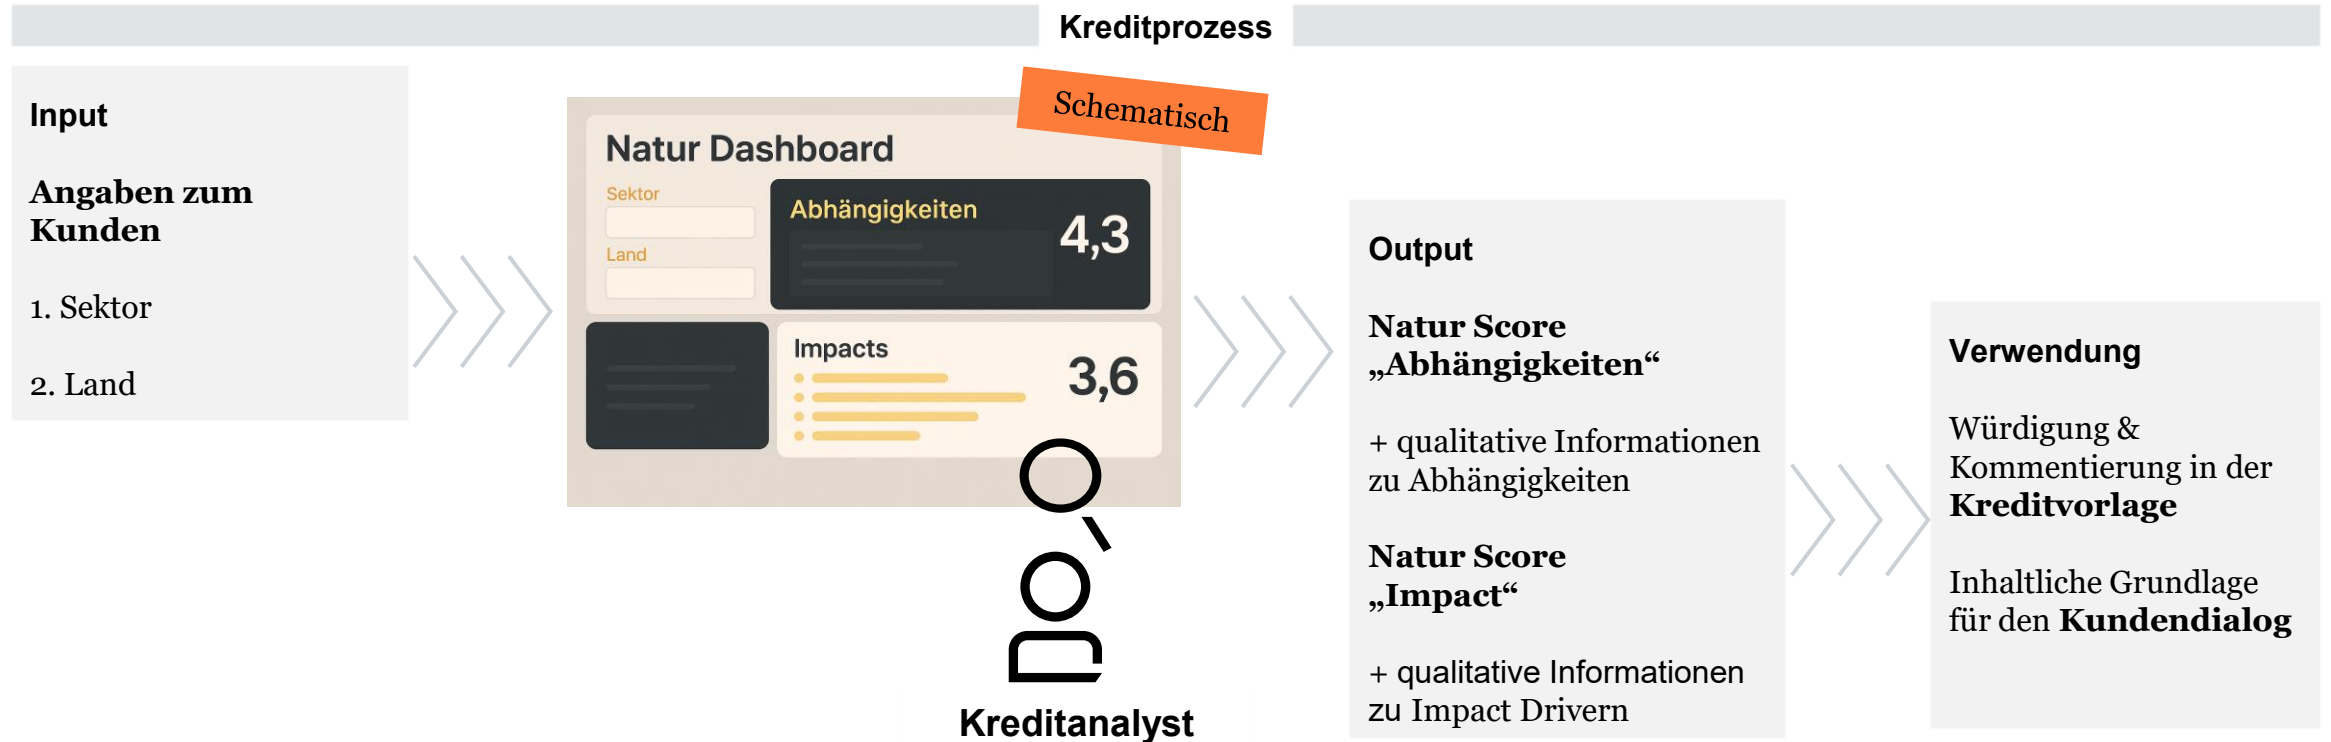 Kreditprozess
Input
Angaben zum
Kunden
1. Sektor
2. Land
Schematisch
Natur Dashboard
Sektor
Land
Abhängigkeiten
4,3
Impacts
3,6
Kreditanalyst
Output
Natur Score
„Abhängigkeiten“
+ qualitative Informationen
zu Abhängigkeiten
Natur Score
„Impact“
+ qualitative Informationen
zu Impact Drivern
Verwendung
Würdigung &
Kommentierung in der
Kreditvorlage
Inhaltliche Grundlage
für den Kundendialog